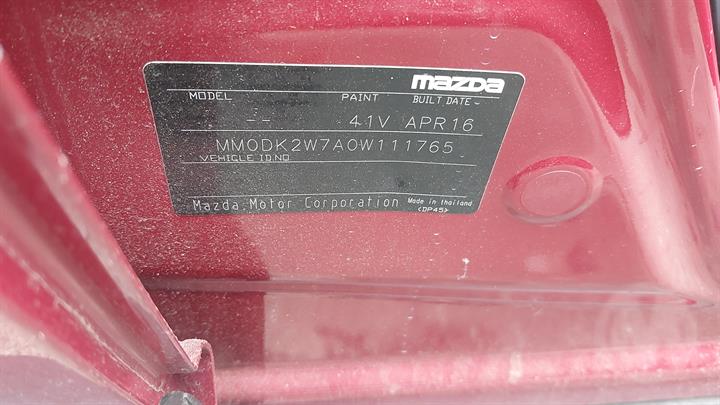 mazda
MODEL PAINT BUILT DATE
-- 41V APR16
MM0DK2W7A0W111765
VEHICLE ID.NO
Mazda Motor Corporation Made in thailand
<DP45>